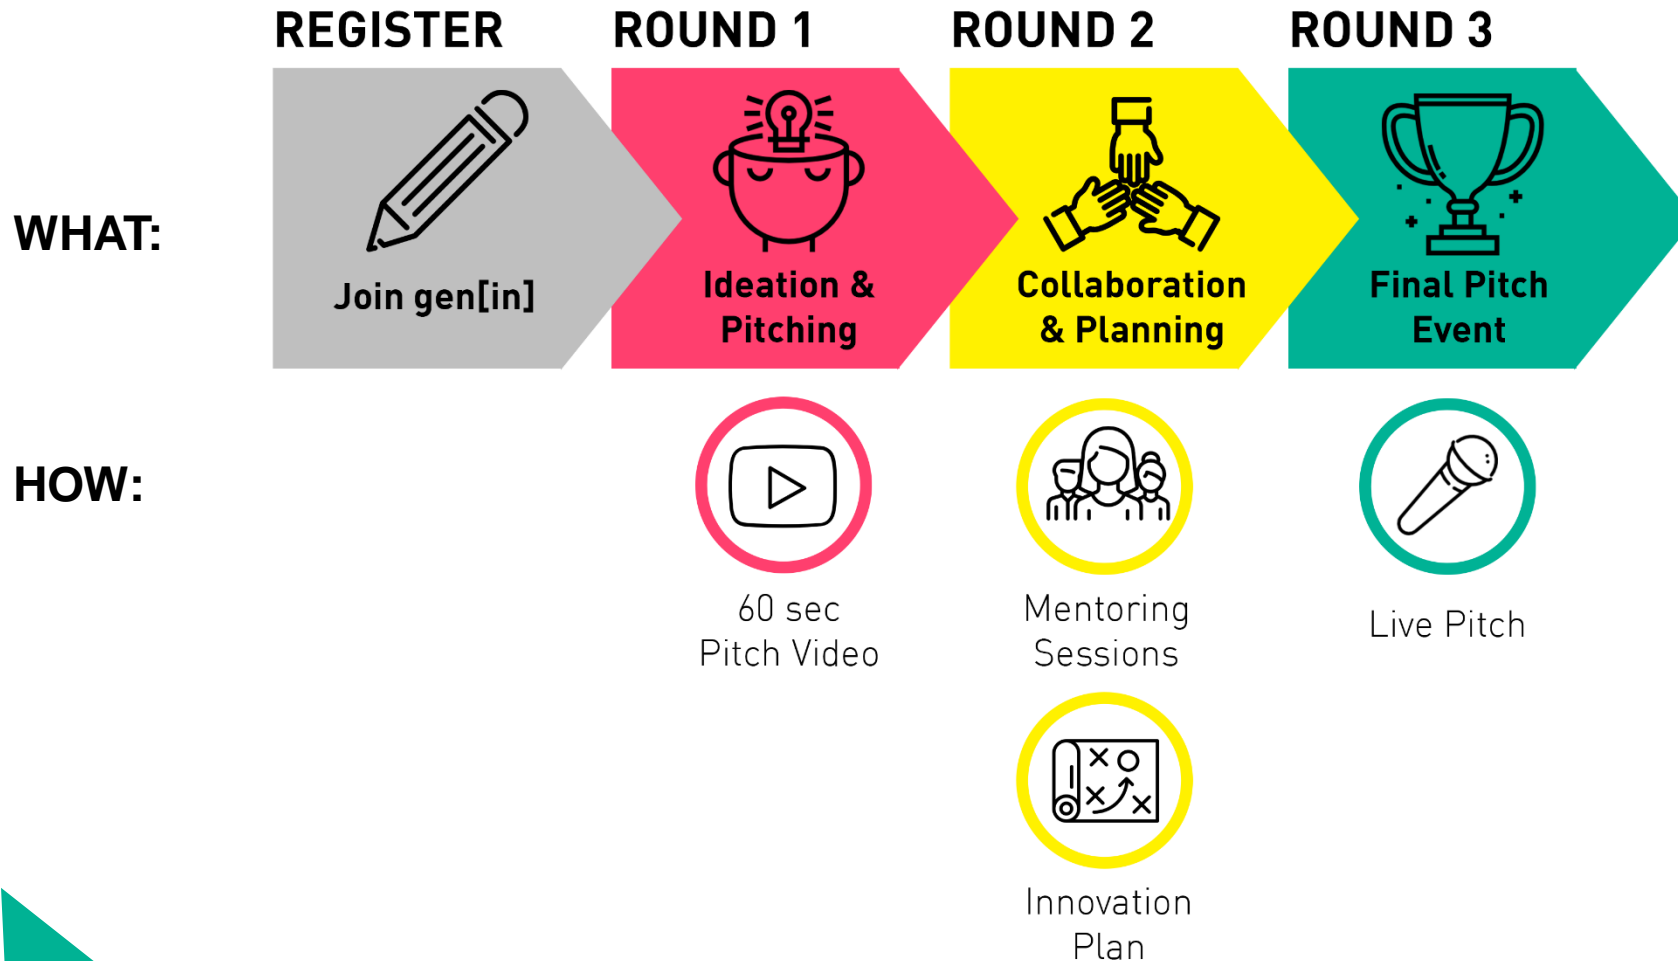 REGISTER
ROUND 1
ROUND 2
ROUND 3
WHAT:
Join gen[in]
Ideation &
Pitching
Collaboration
& Planning
Final Pitch
Event
HOW:
60 sec
Pitch Video
Mentoring
Sessions
Live Pitch
Innovation
Plan